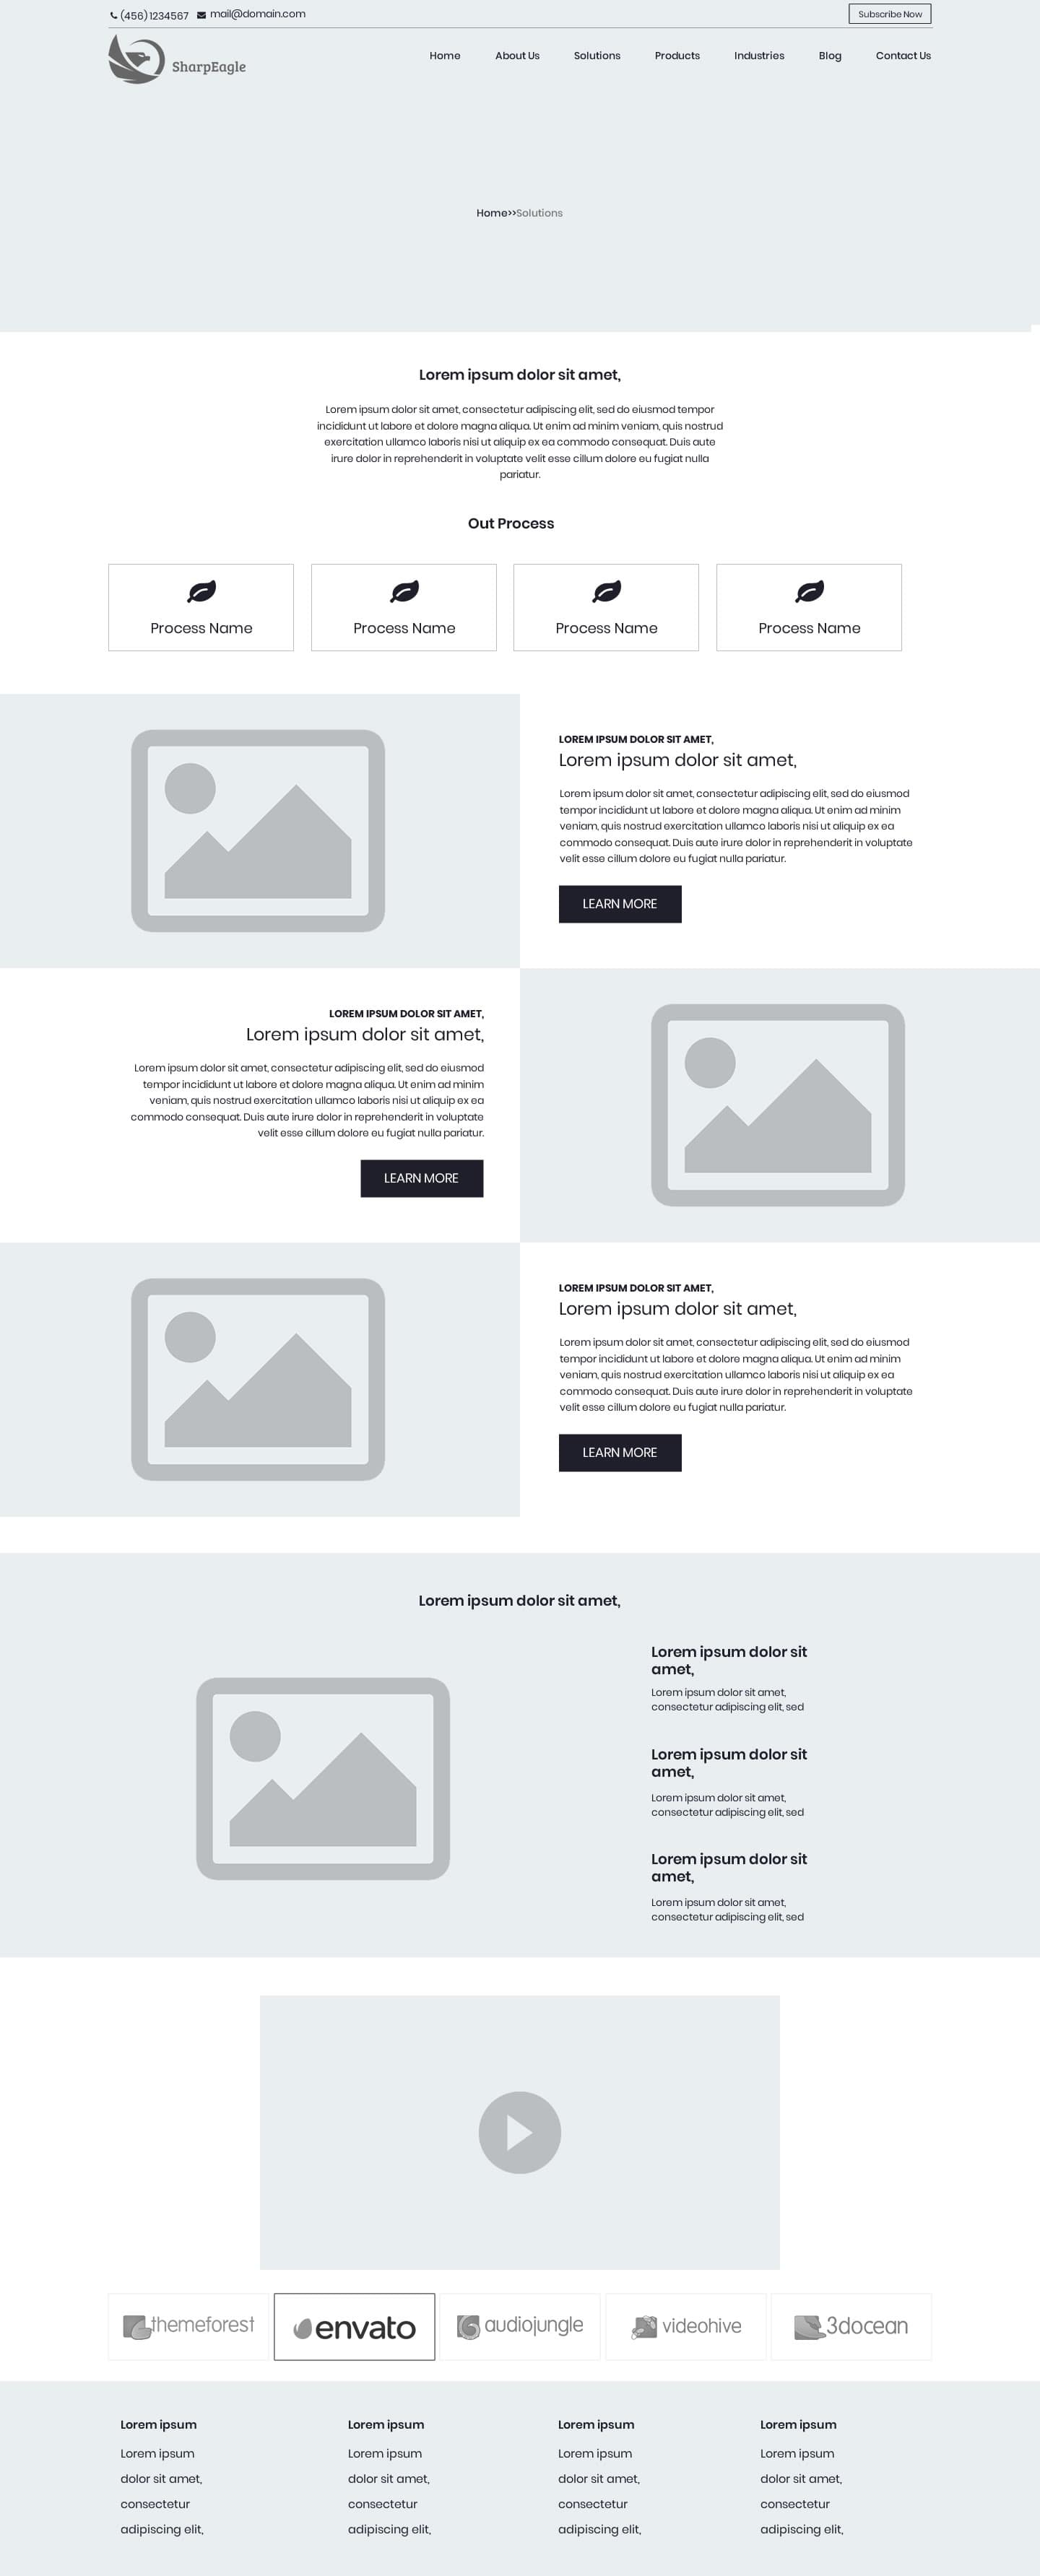 (456) 1234567 mail@domain.com Subscribe Now
SharpEagle Home About Us Solutions Products Industries Blog Contact Us
Home>>Solutions
Lorem ipsum dolor sit amet,
Lorem ipsum dolor sit amet, consectetur adipiscing elit, sed do eiusmod tempor
incididunt ut labore et dolore magna aliqua. Ut enim ad minim veniam, quis nostrud
exercitation ullamco laboris nisi ut aliquip ex ea commodo consequat. Duis aute
irure dolor in reprehenderit in voluptate velit esse cillum dolore eu fugiat nulla
pariatur.
Out Process
Process Name Process Name Process Name Process Name
LOREM IPSUM DOLOR SIT AMET,
Lorem ipsum dolor sit amet,
Lorem ipsum dolor sit amet, consectetur adipiscing elit, sed do eiusmod
tempor incididunt ut labore et dolore magna aliqua. Ut enim ad minim
veniam, quis nostrud exercitation ullamco laboris nisi ut aliquip ex ea
commodo consequat. Duis aute irure dolor in reprehenderit in voluptate
velit esse cillum dolore eu fugiat nulla pariatur.
LEARN MORE
LOREM IPSUM DOLOR SIT AMET,
Lorem ipsum dolor sit amet,
Lorem ipsum dolor sit amet, consectetur adipiscing elit, sed do eiusmod
tempor incididunt ut labore et dolore magna aliqua. Ut enim ad minim
veniam, quis nostrud exercitation ullamco laboris nisi ut aliquip ex ea
commodo consequat. Duis aute irure dolor in reprehenderit in voluptate
velit esse cillum dolore eu fugiat nulla pariatur.
LEARN MORE
LOREM IPSUM DOLOR SIT AMET,
Lorem ipsum dolor sit amet,
Lorem ipsum dolor sit amet, consectetur adipiscing elit, sed do eiusmod
tempor incididunt ut labore et dolore magna aliqua. Ut enim ad minim
veniam, quis nostrud exercitation ullamco laboris nisi ut aliquip ex ea
commodo consequat. Duis aute irure dolor in reprehenderit in voluptate
velit esse cillum dolore eu fugiat nulla pariatur.
LEARN MORE
Lorem ipsum dolor sit amet,
Lorem ipsum dolor sit
amet,
Lorem ipsum dolor sit amet,
consectetur adipiscing elit, sed
Lorem ipsum dolor sit
amet,
Lorem ipsum dolor sit amet,
consectetur adipiscing elit, sed
Lorem ipsum dolor sit
amet,
Lorem ipsum dolor sit amet,
consectetur adipiscing elit, sed
themeforest envato audiojungle videohive 3docean
Lorem ipsum
Lorem ipsum
dolor sit amet,
consectetur
adipiscing elit,
Lorem ipsum
Lorem ipsum
dolor sit amet,
consectetur
adipiscing elit,
Lorem ipsum
Lorem ipsum
dolor sit amet,
consectetur
adipiscing elit,
Lorem ipsum
Lorem ipsum
dolor sit amet,
consectetur
adipiscing elit,